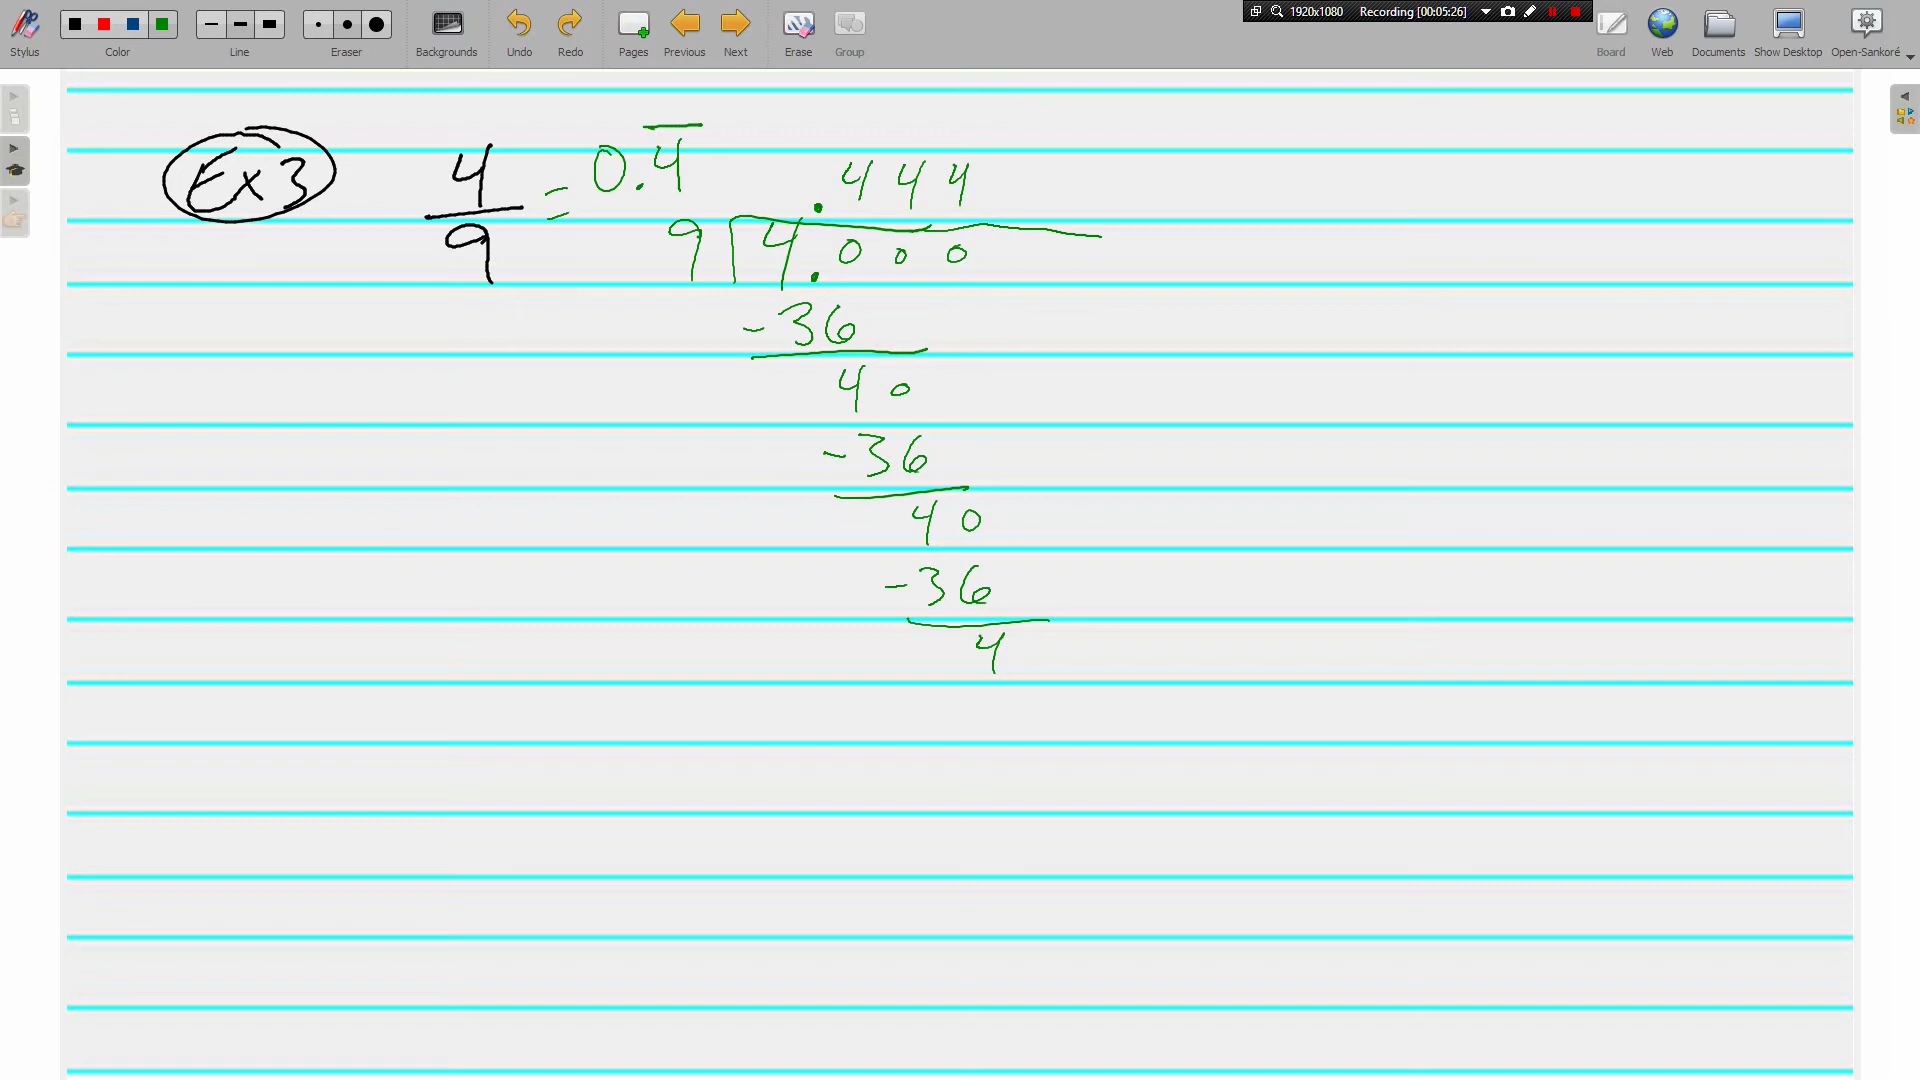 1920x1080 Recording [00:05:26]
Stylus Color Line Eraser Backgrounds Undo Redo Pages Previous Next Erase Group Board Web Documents Show Desktop Open-Sankoré
Ex 3 4/9 = 0.4̅
.444
9 4.000
-36
40
-36
40
-36
4